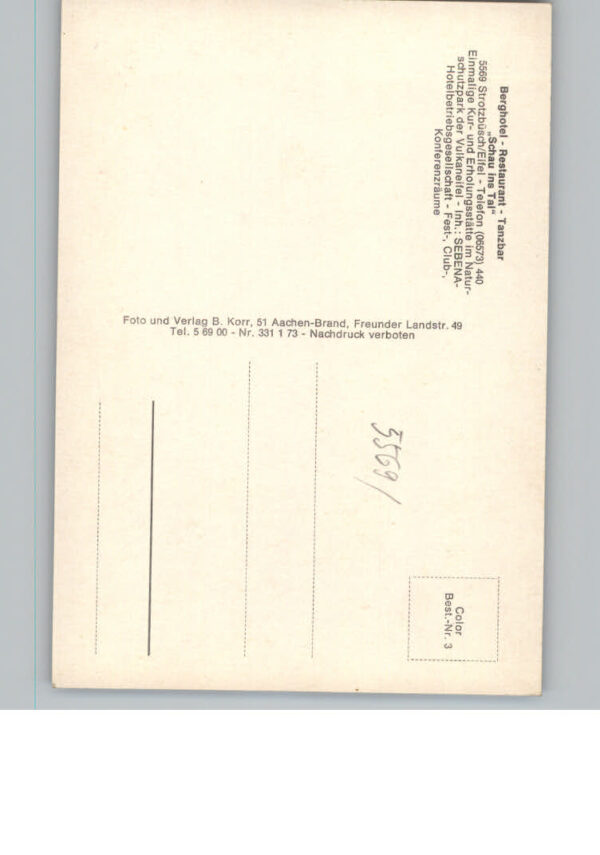 Berghotel - Restaurant - Tanzbar
„Schau ins Tal“
5569 Strotzbüsch/Eifel - Telefon (06573) 440
Einmalige Kur- und Erholungsstätte im Natur-
schutzpark der Vulkaneifel - Inh.: SEBENA-
Hotelbetriebsgesellschaft - Fest-, Club-,
Konferenzräume
Foto und Verlag B. Korr, 51 Aachen-Brand, Freunder Landstr. 49
Tel. 5 69 00 - Nr. 331 1 73 - Nachdruck verboten
5569/
Color
Best.-Nr. 3